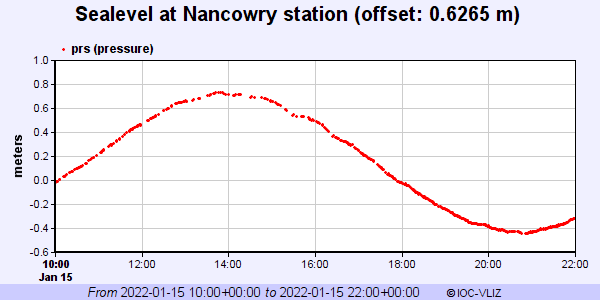 Sealevel at Nancowry station (offset: 0.6265 m)
prs (pressure)
meters
1.0
0.8
0.6
0.4
0.2
0.0
-0.2
-0.4
-0.6
10:00 12:00 14:00 16:00 18:00 20:00 22:00
Jan 15
From 2022-01-15 10:00+00:00 to 2022-01-15 22:00+00:00 © IOC-VLIZ